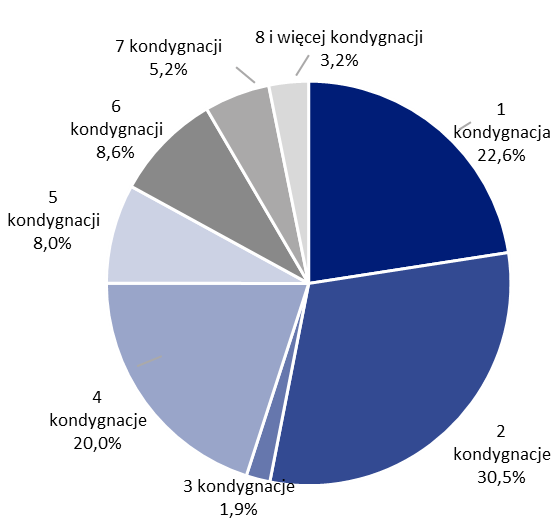 8 i więcej kondygnacji
3,2%
1
kondygnacja
22,6%
2
kondygnacje
30,5%
3 kondygnacje
1,9%
4
kondygnacje
20,0%
5
kondygnacji
8,0%
6
kondygnacji
8,6%
7 kondygnacji
5,2%